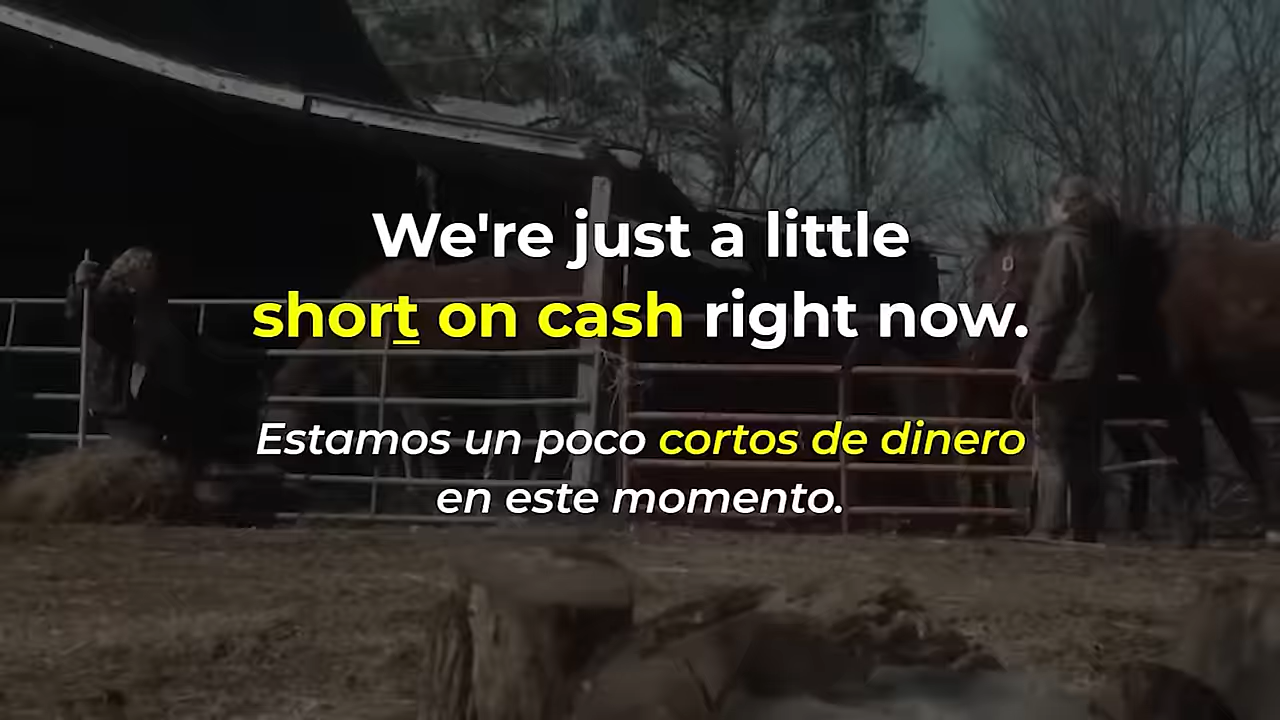 We're just a little
short on cash right now.
Estamos un poco cortos de dinero
en este momento.